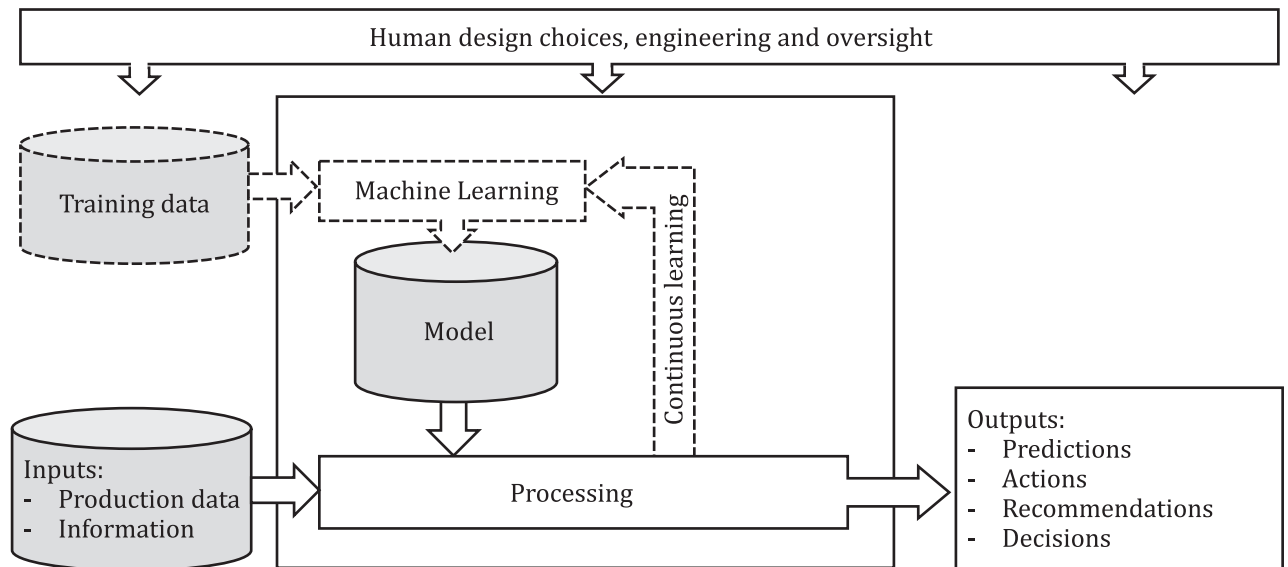 Human design choices, engineering and oversight
Training data
Machine Learning
Continuous learning
Model
Inputs:
- Production data
- Information
Processing
Outputs:
- Predictions
- Actions
- Recommendations
- Decisions